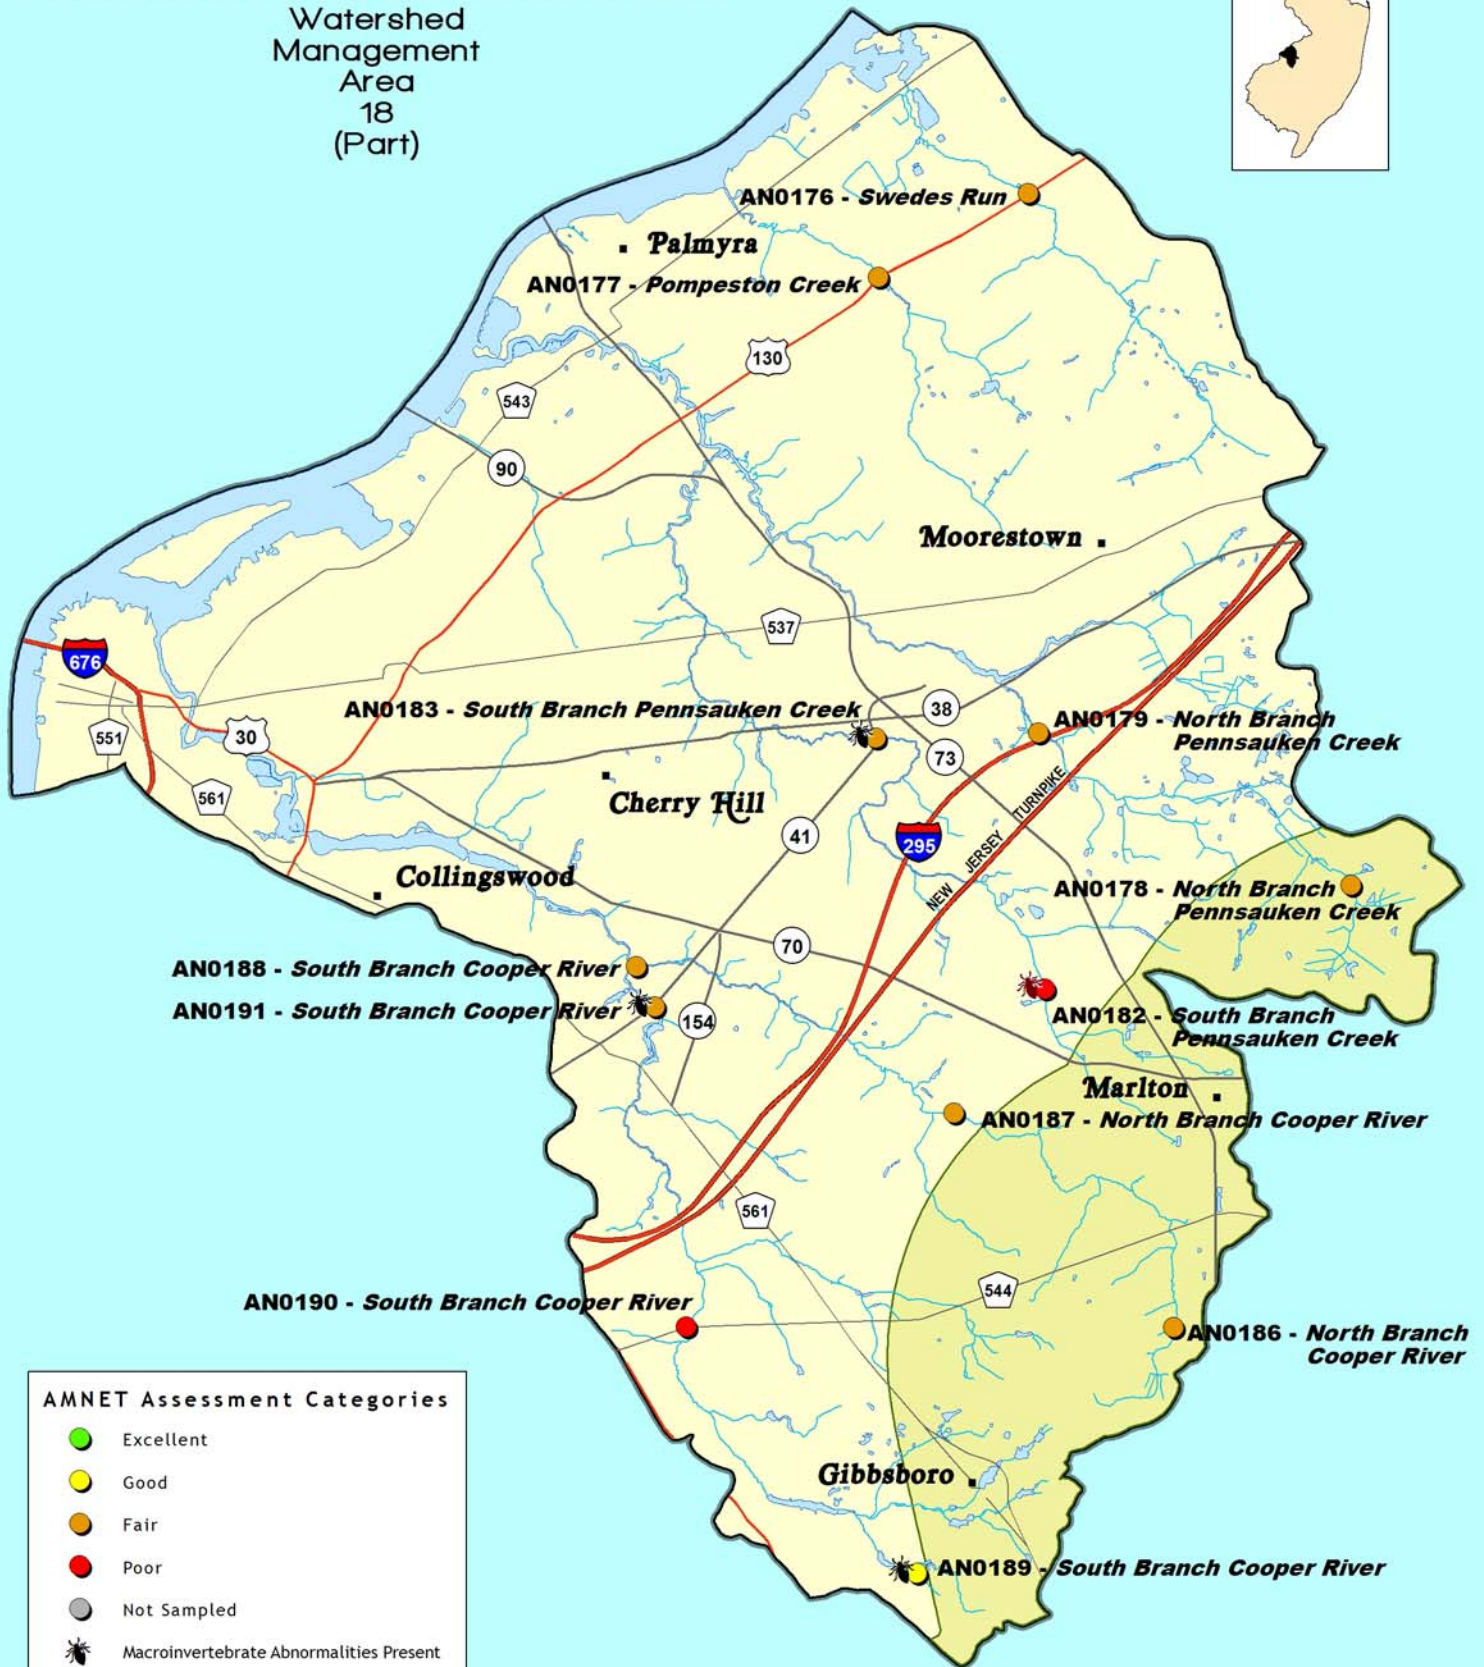 Watershed
Management
Area
18
(Part)
AN0176 - Swedes Run
Palmyra
AN0177 - Pompeston Creek
130
543
90
Moorestown
537
676
AN0183 - South Branch Pennsauken Creek
38
AN0179 - North Branch
Pennsauken Creek
551
30
73
561
Cherry Hill
41
295
NEW JERSEY TURNPIKE
Collingswood
AN0178 - North Branch
Pennsauken Creek
70
AN0188 - South Branch Cooper River
AN0191 - South Branch Cooper River
154
AN0182 - South Branch
Pennsauken Creek
Marlton
AN0187 - North Branch Cooper River
561
544
AN0190 - South Branch Cooper River
AN0186 - North Branch
Cooper River
AMNET Assessment Categories
Excellent
Good
Fair
Poor
Not Sampled
Macroinvertebrate Abnormalities Present
Gibbsboro
AN0189 - South Branch Cooper River